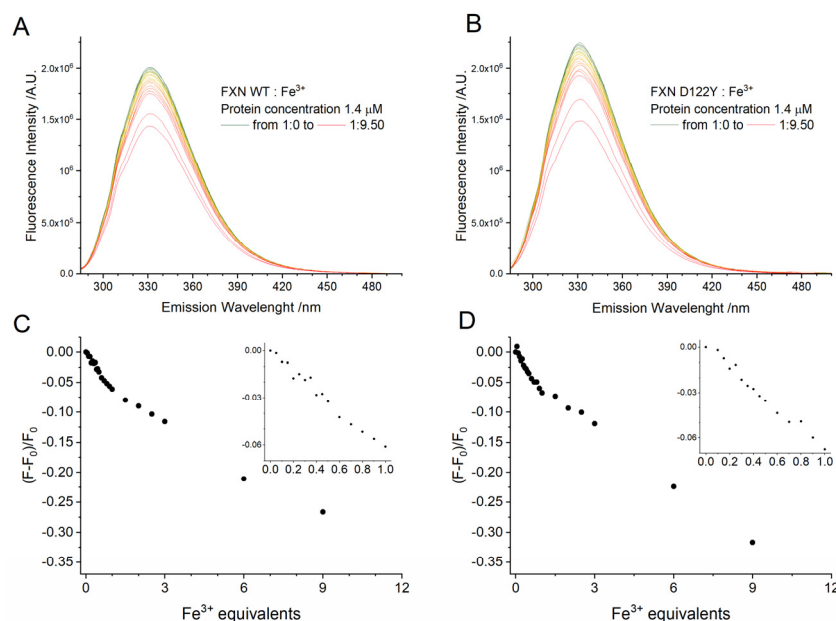 A
Fluorescence Intensity /A.U.
2.0x10⁶
1.5x10⁶
10⁶
5.0x10⁵
0.0
FXN WT : Fe³⁺
Protein concentration 1.4 µM
from 1:0 to 1:9.50
300 330 360 390 420 450 480
Emission Wavelenght /nm
B
Fluorescence Intensity /A.U.
2.0x10⁶
1.5x10⁶
10⁶
5.0x10⁵
0.0
FXN D122Y : Fe³⁺
Protein concentration 1.4 µM
from 1:0 to 1:9.50
300 330 360 390 420 450 480
Emission Wavelenght /nm
C
(F-F₀)/F₀
0.00
-0.05
-0.10
-0.15
-0.20
-0.25
-0.30
-0.35
0 3 6 9 12
Fe³⁺ equivalents
0.00
-0.03
-0.06
0.0 0.2 0.4 0.6 0.8 1.0
D
(F-F₀)/F₀
0.00
-0.05
-0.10
-0.15
-0.20
-0.25
-0.30
-0.35
0 3 6 9 12
Fe³⁺ equivalents
0.00
-0.03
-0.06
0.0 0.2 0.4 0.6 0.8 1.0